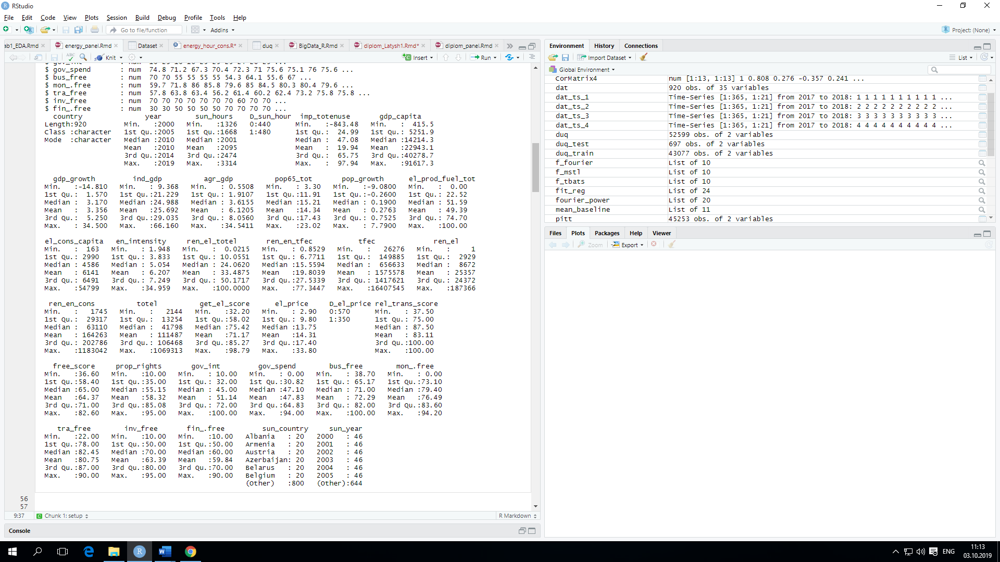 RStudio
File Edit Code View Plots Session Build Debug Profile Tools Help
Go to file/function Addins Project: (None)
ab1_EDA.Rmd energy_panel.Rmd Dataset energy_hour_cons.R* duq BigData_R.Rmd diplom_Latysh1.Rmd* diplom_panel.Rmd
Knit Insert Run
$ gov_spend : num 74.8 71.2 67.3 70.4 72.3 71 75.6 75.1 76 75.6 ...
$ bus_free : num 70 70 55 55 55 55 54.3 64.1 55.6 67 ...
$ mon_.free : num 59.7 71.8 86 85.8 79.6 85 84.5 80.3 80.4 79.6 ...
$ tra_free : num 57.8 63.8 63.4 56.2 61.4 60.2 62.4 73.2 75.8 75.8 ...
$ inv_free : num 70 70 70 70 70 70 70 60 70 70 ...
$ fin_.free : num 30 30 50 50 50 50 70 70 70 70 ...
country year sun_hours D_sun_hour imp_totenuse gdp_capita
Length:920 Min. :2000 Min. :1326 0:440 Min. :-843.48 Min. : 415.5
Class :character 1st Qu.:2005 1st Qu.:1668 1:480 1st Qu.: 24.99 1st Qu.: 5251.9
Mode :character Median :2010 Median :2001 Median : 47.08 Median :14214.3
Mean :2010 Mean :2095 Mean : 19.94 Mean :22943.1
3rd Qu.:2014 3rd Qu.:2474 3rd Qu.: 65.75 3rd Qu.:40278.7
Max. :2019 Max. :3314 Max. : 97.94 Max. :91617.3
gdp_growth ind_gdp agr_gdp pop65_tot pop_growth el_prod_fuel_tot
Min. :-14.810 Min. : 9.368 Min. : 0.5508 Min. : 3.30 Min. :-9.0800 Min. : 0.00
1st Qu.: 1.570 1st Qu.:21.229 1st Qu.: 1.9107 1st Qu.:11.91 1st Qu.:-0.2600 1st Qu.: 22.52
Median : 3.170 Median :24.988 Median : 3.6155 Median :15.21 Median : 0.1900 Median : 51.59
Mean : 3.356 Mean :25.692 Mean : 6.1205 Mean :14.34 Mean : 0.2763 Mean : 49.39
3rd Qu.: 5.250 3rd Qu.:29.035 3rd Qu.: 8.0560 3rd Qu.:17.43 3rd Qu.: 0.7525 3rd Qu.: 74.70
Max. : 34.500 Max. :66.160 Max. :34.5411 Max. :23.02 Max. : 7.7900 Max. :100.00
el_cons_capita en_intensity ren_el_totel ren_en_tfec tfec ren_el
Min. : 163 Min. : 1.948 Min. : 0.0215 Min. : 0.8529 Min. : 26276 Min. : 1
1st Qu.: 2990 1st Qu.: 3.833 1st Qu.: 10.0551 1st Qu.: 6.7711 1st Qu.: 149885 1st Qu.: 2929
Median : 4586 Median : 5.054 Median : 24.0620 Median :15.5594 Median : 656633 Median : 8672
Mean : 6141 Mean : 6.207 Mean : 33.4875 Mean :19.8039 Mean : 1575578 Mean : 25357
3rd Qu.: 6491 3rd Qu.: 7.249 3rd Qu.: 50.1717 3rd Qu.:27.5339 3rd Qu.: 1417621 3rd Qu.: 24372
Max. :54799 Max. :34.959 Max. :100.0000 Max. :77.3447 Max. :16407545 Max. :187366
ren_en_cons totel get_el_score el_price D_el_price rel_trans_score
Min. : 1745 Min. : 2144 Min. :32.20 Min. : 2.90 0:570 Min. : 37.50
1st Qu.: 29317 1st Qu.: 13254 1st Qu.:58.02 1st Qu.: 9.80 1:350 1st Qu.: 75.00
Median : 63110 Median : 41798 Median :75.42 Median :13.75 Median : 87.50
Mean : 164263 Mean : 111487 Mean :71.17 Mean :14.31 Mean : 83.11
3rd Qu.: 202786 3rd Qu.: 106468 3rd Qu.:85.27 3rd Qu.:17.40 3rd Qu.:100.00
Max. :1183042 Max. :1069313 Max. :98.79 Max. :33.80 Max. :100.00
free_score prop_rights gov_int gov_spend bus_free mon_.free
Min. :36.60 Min. :10.00 Min. : 10.00 Min. : 0.00 Min. : 38.70 Min. : 0.00
1st Qu.:58.40 1st Qu.:35.00 1st Qu.: 32.00 1st Qu.:30.82 1st Qu.: 65.17 1st Qu.:73.10
Median :65.00 Median :55.15 Median : 45.00 Median :47.10 Median : 71.00 Median :79.40
Mean :64.37 Mean :58.32 Mean : 51.14 Mean :47.83 Mean : 72.29 Mean :76.49
3rd Qu.:71.00 3rd Qu.:85.08 3rd Qu.: 72.00 3rd Qu.:64.83 3rd Qu.: 82.00 3rd Qu.:83.60
Max. :82.60 Max. :95.00 Max. :100.00 Max. :94.00 Max. :100.00 Max. :94.20
tra_free inv_free fin_.free sun_country sun_year
Min. :22.00 Min. :10.00 Min. :10.00 Albania : 20 2000 : 46
1st Qu.:78.00 1st Qu.:50.00 1st Qu.:50.00 Armenia : 20 2001 : 46
Median :82.45 Median :70.00 Median :60.00 Austria : 20 2002 : 46
Mean :80.75 Mean :63.39 Mean :59.84 Azerbaijan: 20 2003 : 46
3rd Qu.:87.00 3rd Qu.:80.00 3rd Qu.:70.00 Belarus : 20 2004 : 46
Max. :90.00 Max. :95.00 Max. :90.00 Belgium : 20 2005 : 46
(Other) :800 (Other):644
56
57
9:37 Chunk 1: setup R Markdown
Console
Environment History Connections
Import Dataset List
Global Environment
CorMatrix4 num [1:13, 1:13] 1 0.808 0.276 -0.357 0.241 ...
dat 920 obs. of 35 variables
dat_ts_1 Time-Series [1:365, 1:21] from 2017 to 2018: 1 1 1 1 1 1 1 1 1 1 ...
dat_ts_2 Time-Series [1:365, 1:21] from 2017 to 2018: 2 2 2 2 2 2 2 2 2 2 ...
dat_ts_3 Time-Series [1:365, 1:21] from 2017 to 2018: 3 3 3 3 3 3 3 3 3 3 ...
dat_ts_4 Time-Series [1:365, 1:21] from 2017 to 2018: 4 4 4 4 4 4 4 4 4 4 ...
duq 52599 obs. of 2 variables
duq_test 697 obs. of 2 variables
duq_train 43077 obs. of 2 variables
f_fourier List of 10
f_mstl List of 10
f_tbats List of 10
fit_reg List of 24
fourier_power List of 20
mean_baseline List of 11
pitt 45253 obs. of 2 variables
Files Plots Packages Help Viewer
Zoom Export
ENG
11:13
03.10.2019